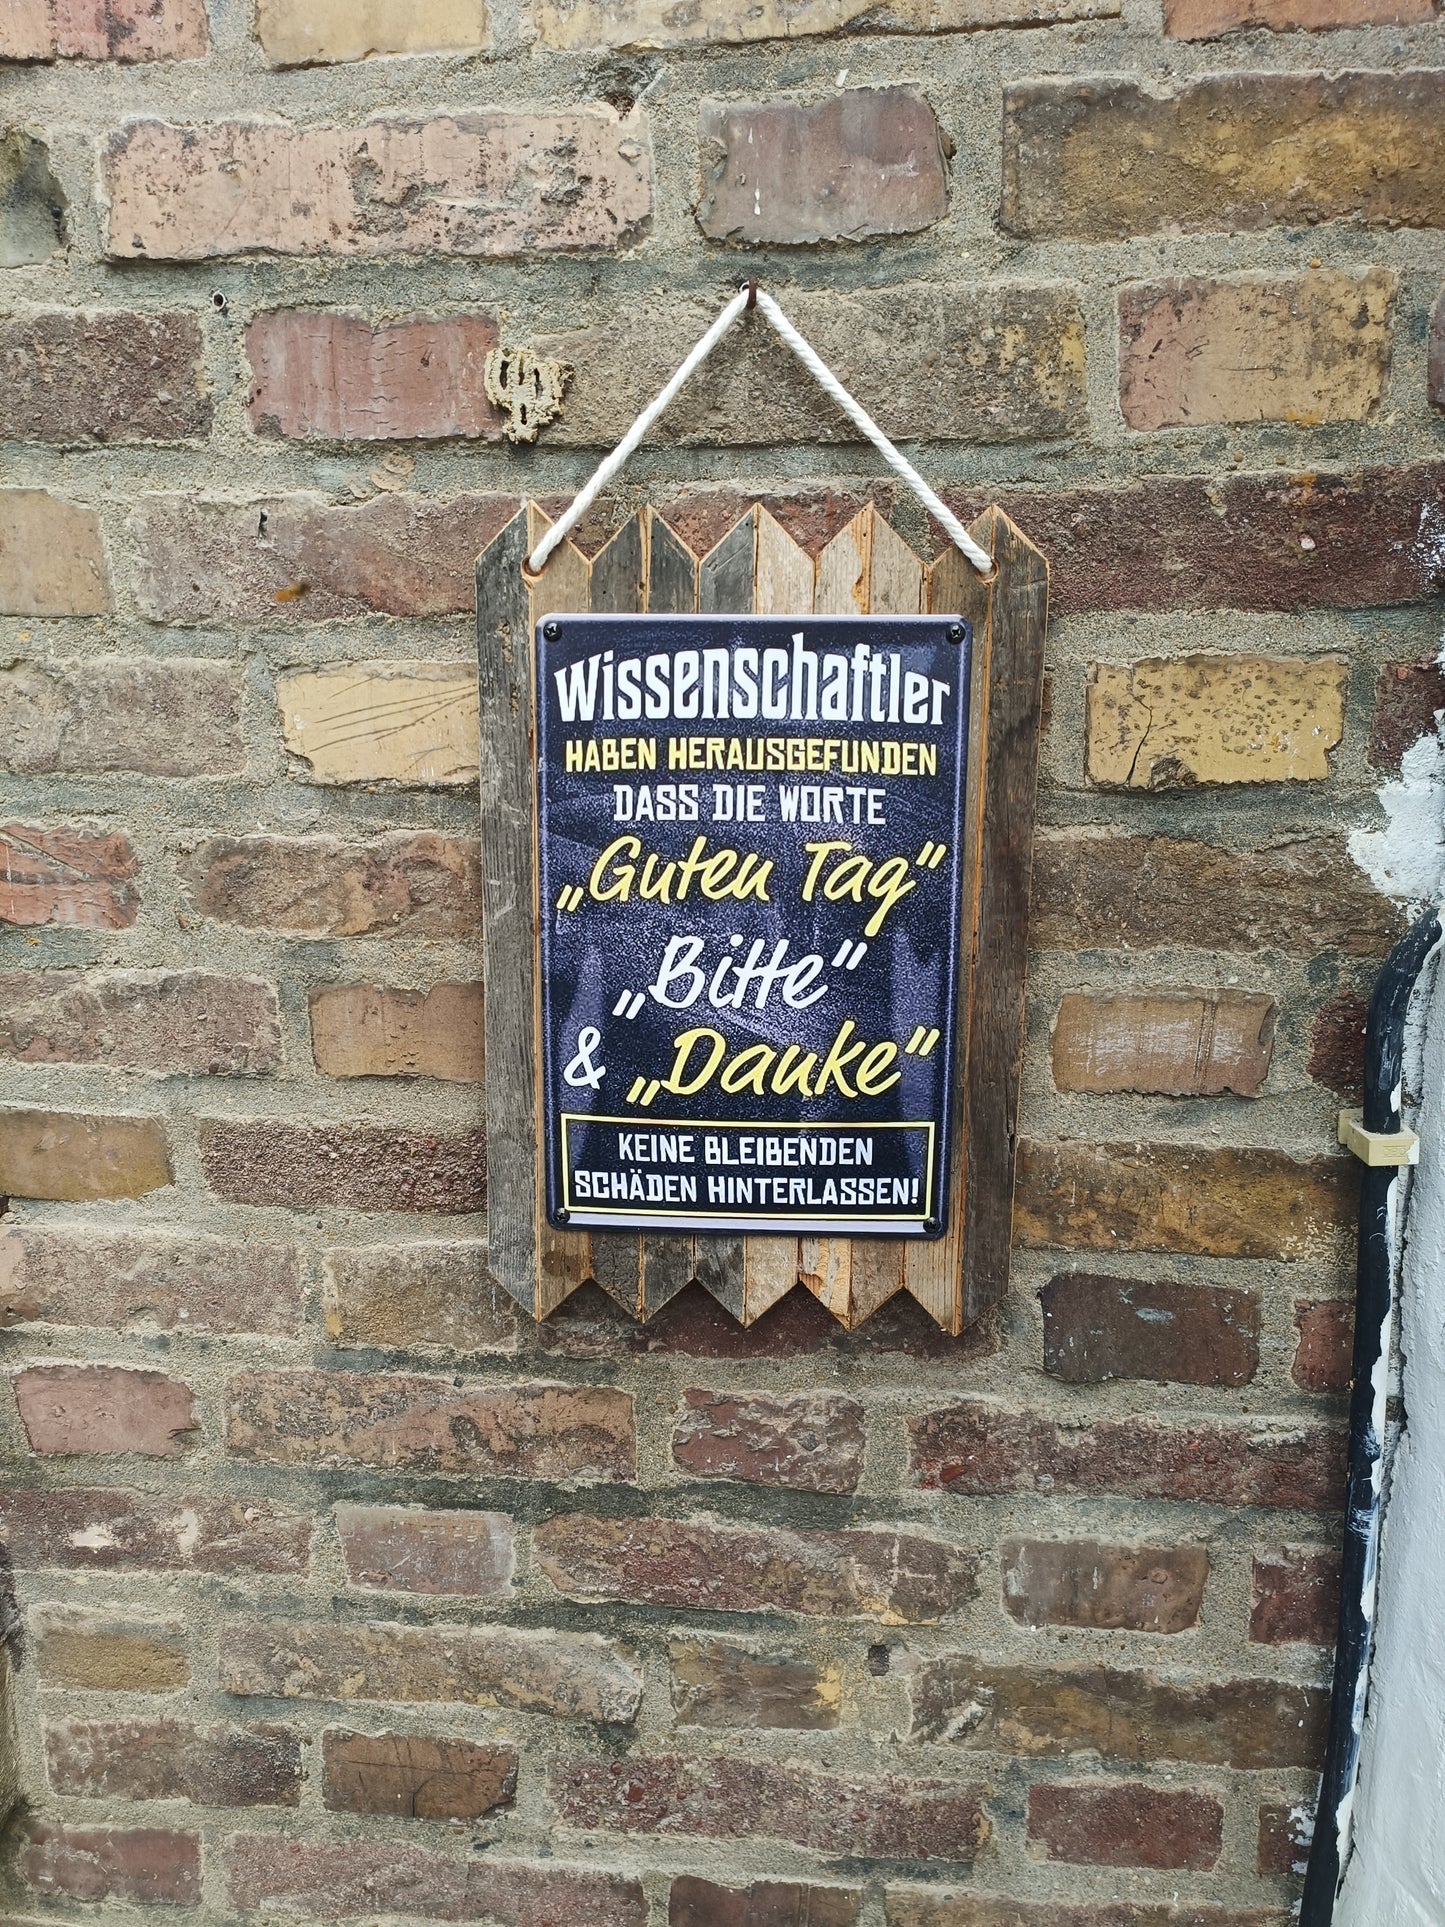 Wissenschaftler
HABEN HERAUSGEFUNDEN
DASS DIE WORTE
„Guten Tag“
„Bitte“
& „Danke“
KEINE BLEIBENDEN
SCHÄDEN HINTERLASSEN!